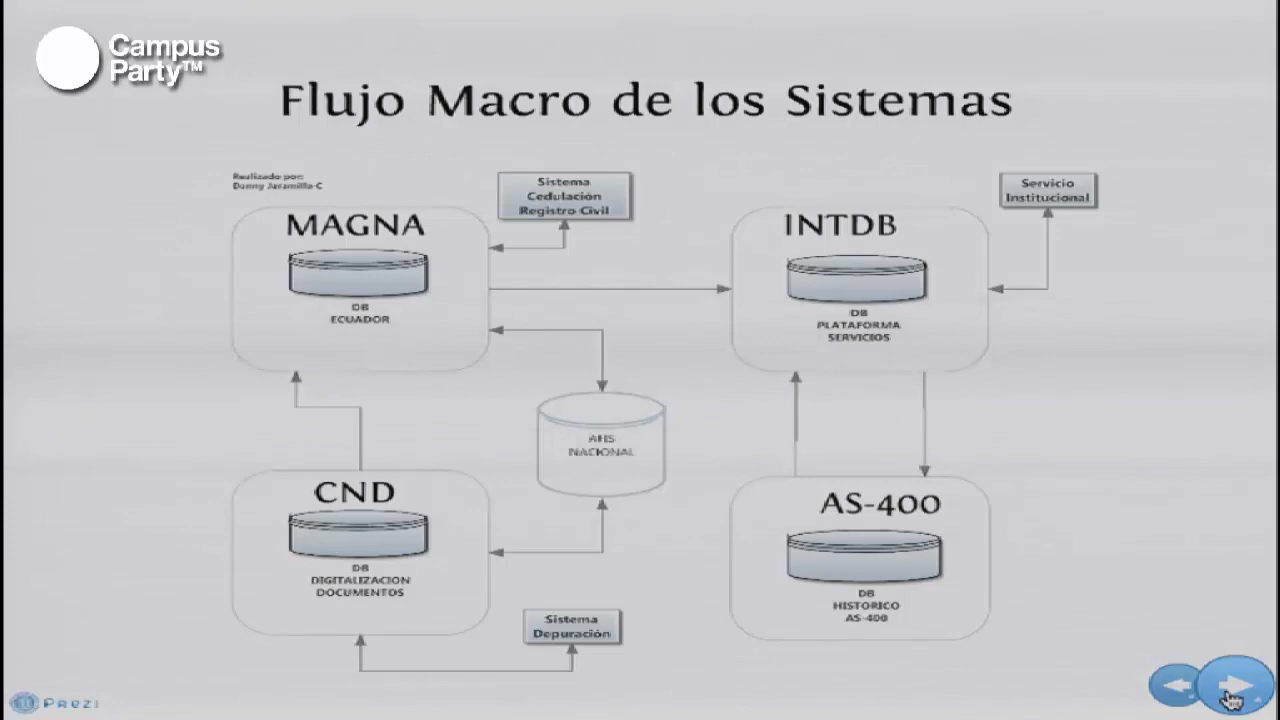 Campus
Party™
Flujo Macro de los Sistemas
Realizado por:
Danny Jaramillo C
Sistema
Cedulación
Registro Civil
Servicio
Institucional
MAGNA
DB
ECUADOR
INTDB
DB
PLATAFORMA
SERVICIOS
AFIS
NACIONAL
CND
DB
DIGITALIZACION
DOCUMENTOS
AS-400
DB
HISTORICO
AS-400
Sistema
Depuración
Prezi